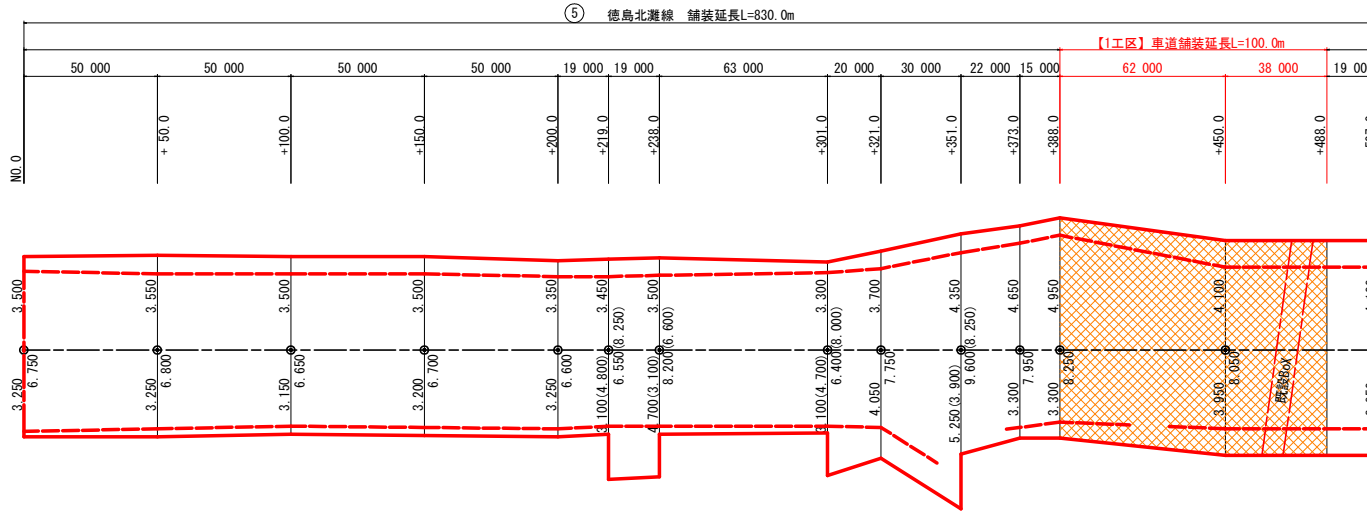 ⑤ 徳島北灘線 舗装延長L=830.0m
【1工区】車道舗装延長L=100.0m
50 000 50 000 50 000 50 000 19 000 19 000 63 000 20 000 30 000 22 000 15 000 62 000 38 000
NO.0 + 50.0 +100.0 +150.0 +200.0 +219.0 +238.0 +301.0 +321.0 +351.0 +373.0 +388.0 +450.0 +488.0
3.500 3.550 3.500 3.500 3.350 3.450 3.500 3.300 3.700 4.350 4.650 4.950 4.100
6.750 6.800 6.650 6.700 6.600 6.550(8.250) 8.200(6.600) 6.400(8.000) 7.750 9.600(8.250) 7.950 8.250 8.050
3.250 3.250 3.150 3.200 3.250 3.100(4.800) 4.700(3.100) 3.100(4.700) 4.050 5.250(3.900) 3.300 3.300 3.950
既設BoX